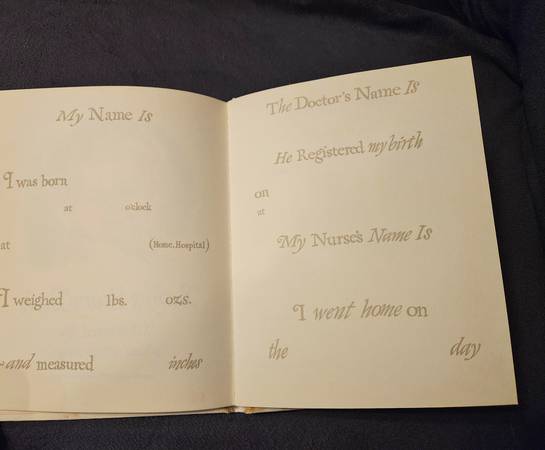 My Name Is
I was born
at o'clock
at (Home, Hospital)
I weighed lbs. ozs.
and measured inches
The Doctor's Name Is
He Registered my birth
on
at
My Nurse's Name Is
I went home on
the day